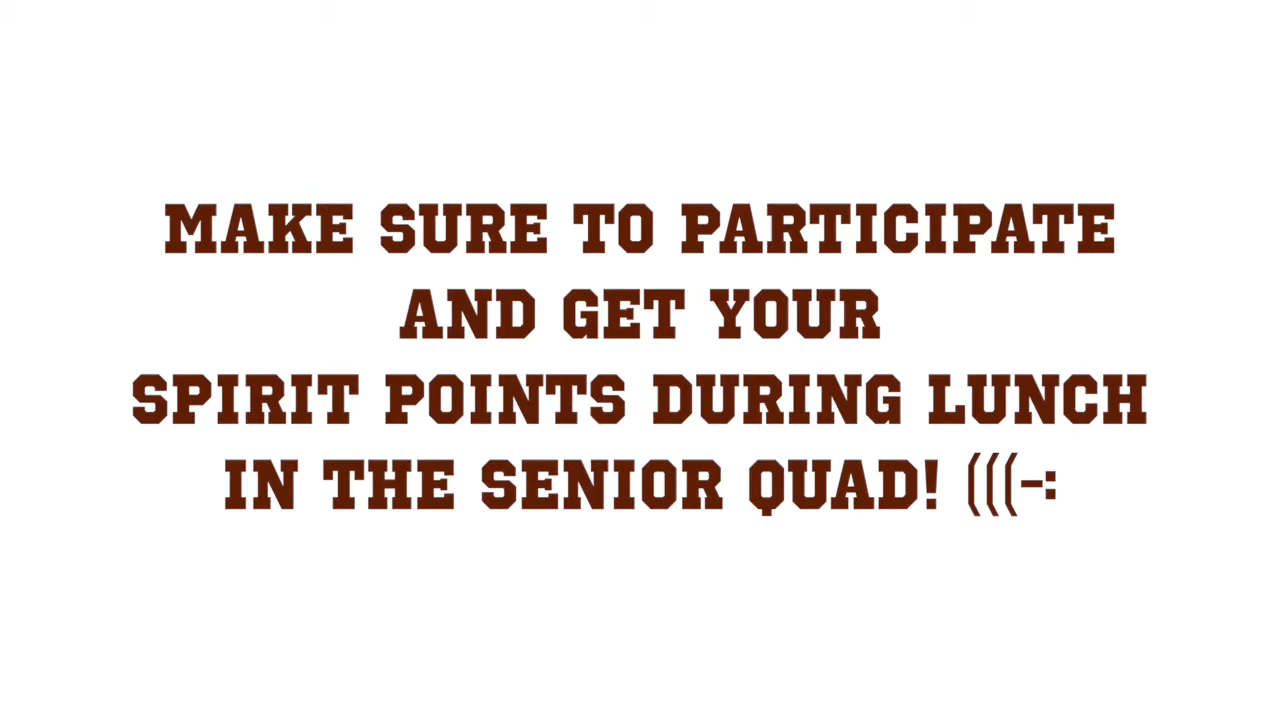 MAKE SURE TO PARTICIPATE
AND GET YOUR
SPIRIT POINTS DURING LUNCH
IN THE SENIOR QUAD! (((-: